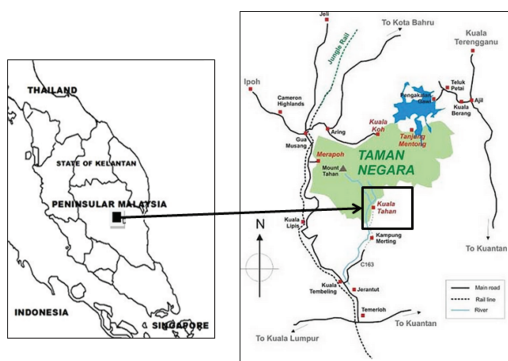 THAILAND
STATE OF KELANTAN
PENINSULAR MALAYSIA
INDONESIA
SINGAPORE
Jeli
To Kota Bahru
Jungle Rail
Kuala
Terengganu
Ipoh
Cameron
Highlands
Teluk
Petai
Ajil
Kuala
Berang
Gua
Musang
Aring
Kuala
Koh
Tanjang
Mentong
Merapoh
TAMAN
NEGARA
Mount
Tahan
Kuala
Tahan
N
Kuala
Lipis
Kampung
Merting
To Kuantan
C163
Kuala
Tembeling
Jerantut
Temerloh
To Kuala Lumpur
To Kuantan
Main road
Rail line
River